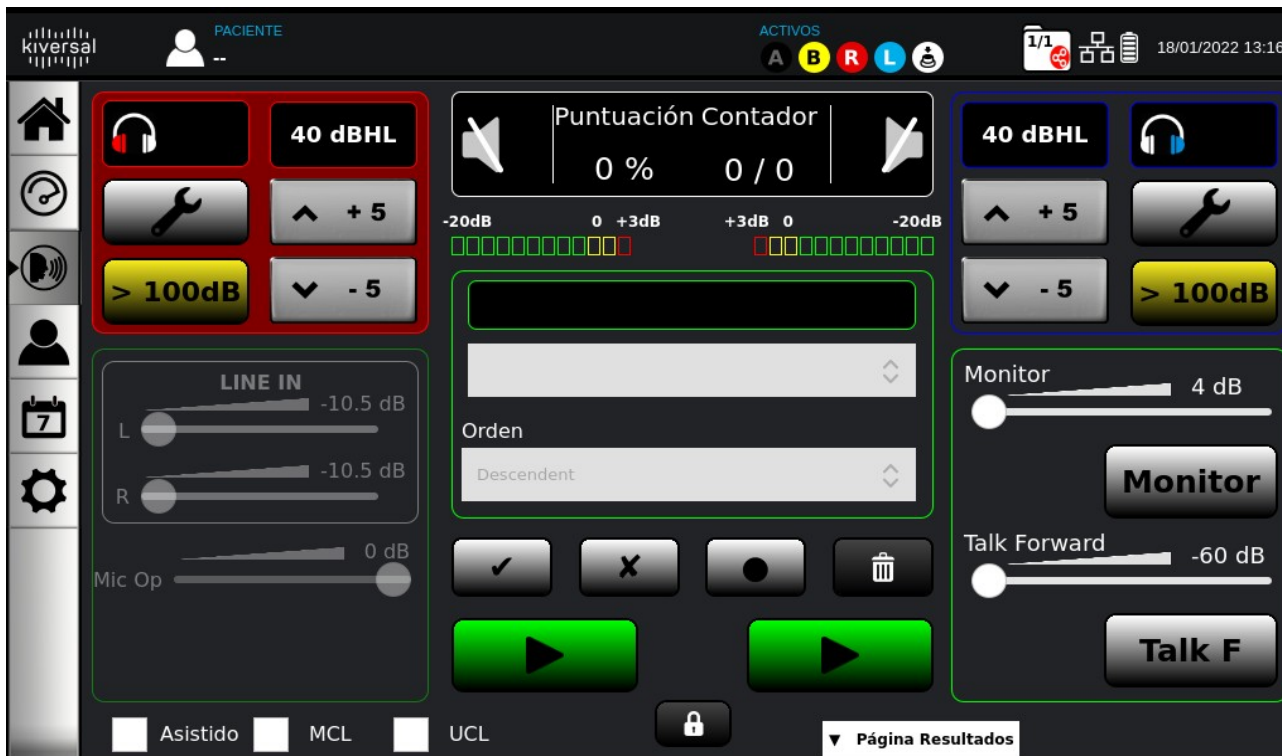 kiversal
PACIENTE
--
ACTIVOS
A B R L
1/1
18/01/2022 13:16
40 dBHL
+ 5
> 100dB
- 5
Puntuación Contador
0 % 0 / 0
-20dB 0 +3dB
+3dB 0 -20dB
40 dBHL
+ 5
- 5
> 100dB
7
LINE IN
-10.5 dB
L
-10.5 dB
R
0 dB
Mic Op
Orden
Descendent
Monitor
4 dB
Monitor
Talk Forward
-60 dB
Talk F
Asistido MCL UCL
▼ Página Resultados